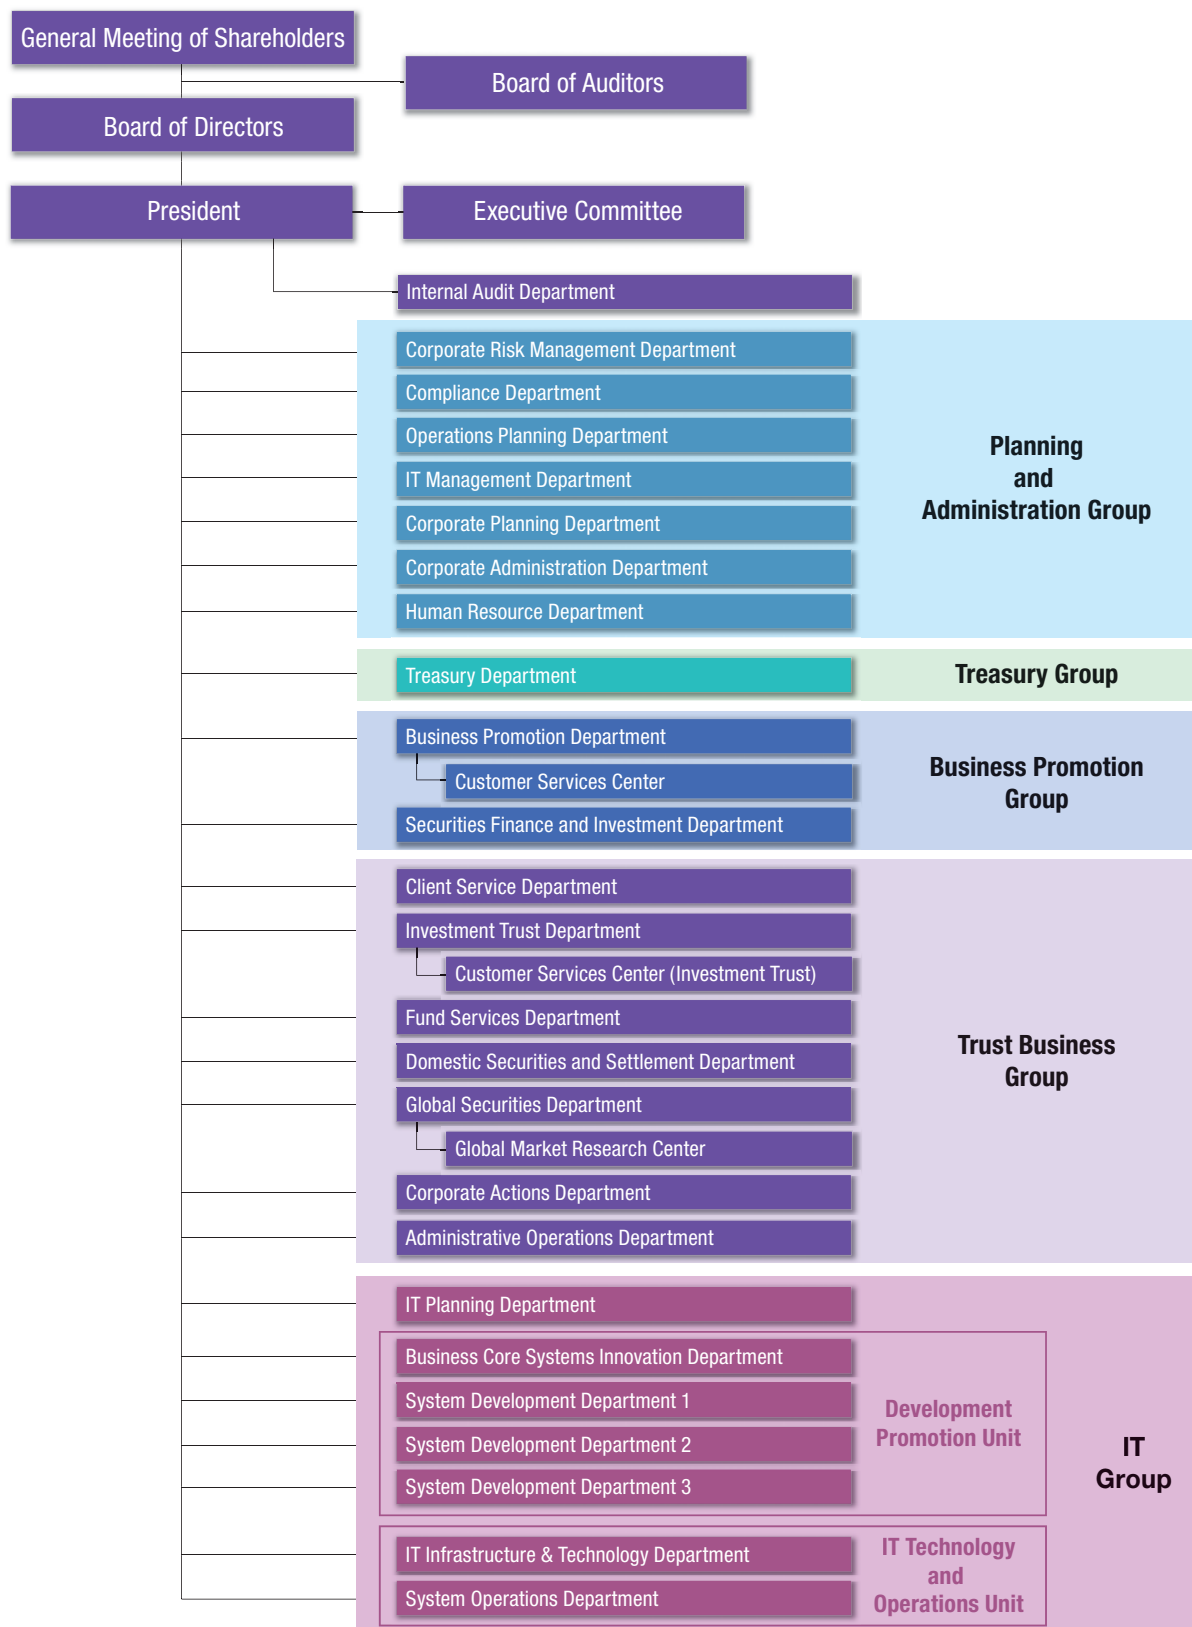 General Meeting of Shareholders
Board of Auditors
Board of Directors
President
Executive Committee
Internal Audit Department
Corporate Risk Management Department
Compliance Department
Operations Planning Department
IT Management Department
Corporate Planning Department
Corporate Administration Department
Human Resource Department
Planning
and
Administration Group
Treasury Department
Treasury Group
Business Promotion Department
Customer Services Center
Securities Finance and Investment Department
Business Promotion
Group
Client Service Department
Investment Trust Department
Customer Services Center (Investment Trust)
Fund Services Department
Domestic Securities and Settlement Department
Global Securities Department
Global Market Research Center
Corporate Actions Department
Administrative Operations Department
Trust Business
Group
IT Planning Department
Business Core Systems Innovation Department
System Development Department 1
System Development Department 2
System Development Department 3
Development
Promotion Unit
IT Infrastructure & Technology Department
System Operations Department
IT Technology
and
Operations Unit
IT
Group